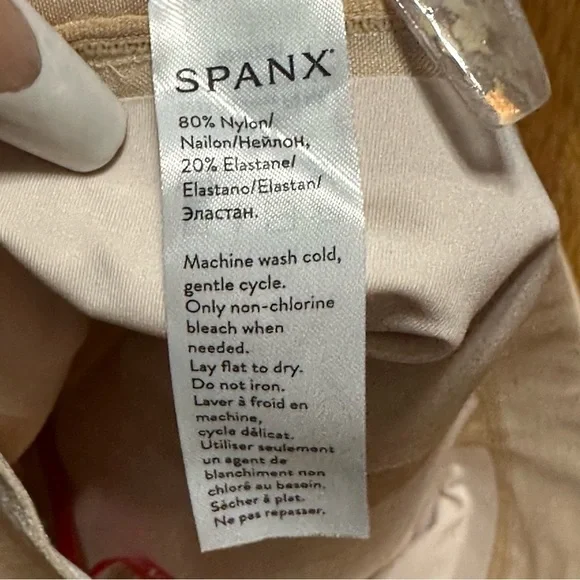 SPANX®
80% Nylon/
Nailon/Нейлон,
20% Elastane/
Elastano/Elastan/
Эластан.
Machine wash cold,
gentle cycle.
Only non-chlorine
bleach when
needed.
Lay flat to dry.
Do not iron.
Laver à froid en
machine,
cycle délicat.
Utiliser seulement
un agent de
blanchiment non
chloré au besoin.
Sécher à plat.
Ne pas repasser.